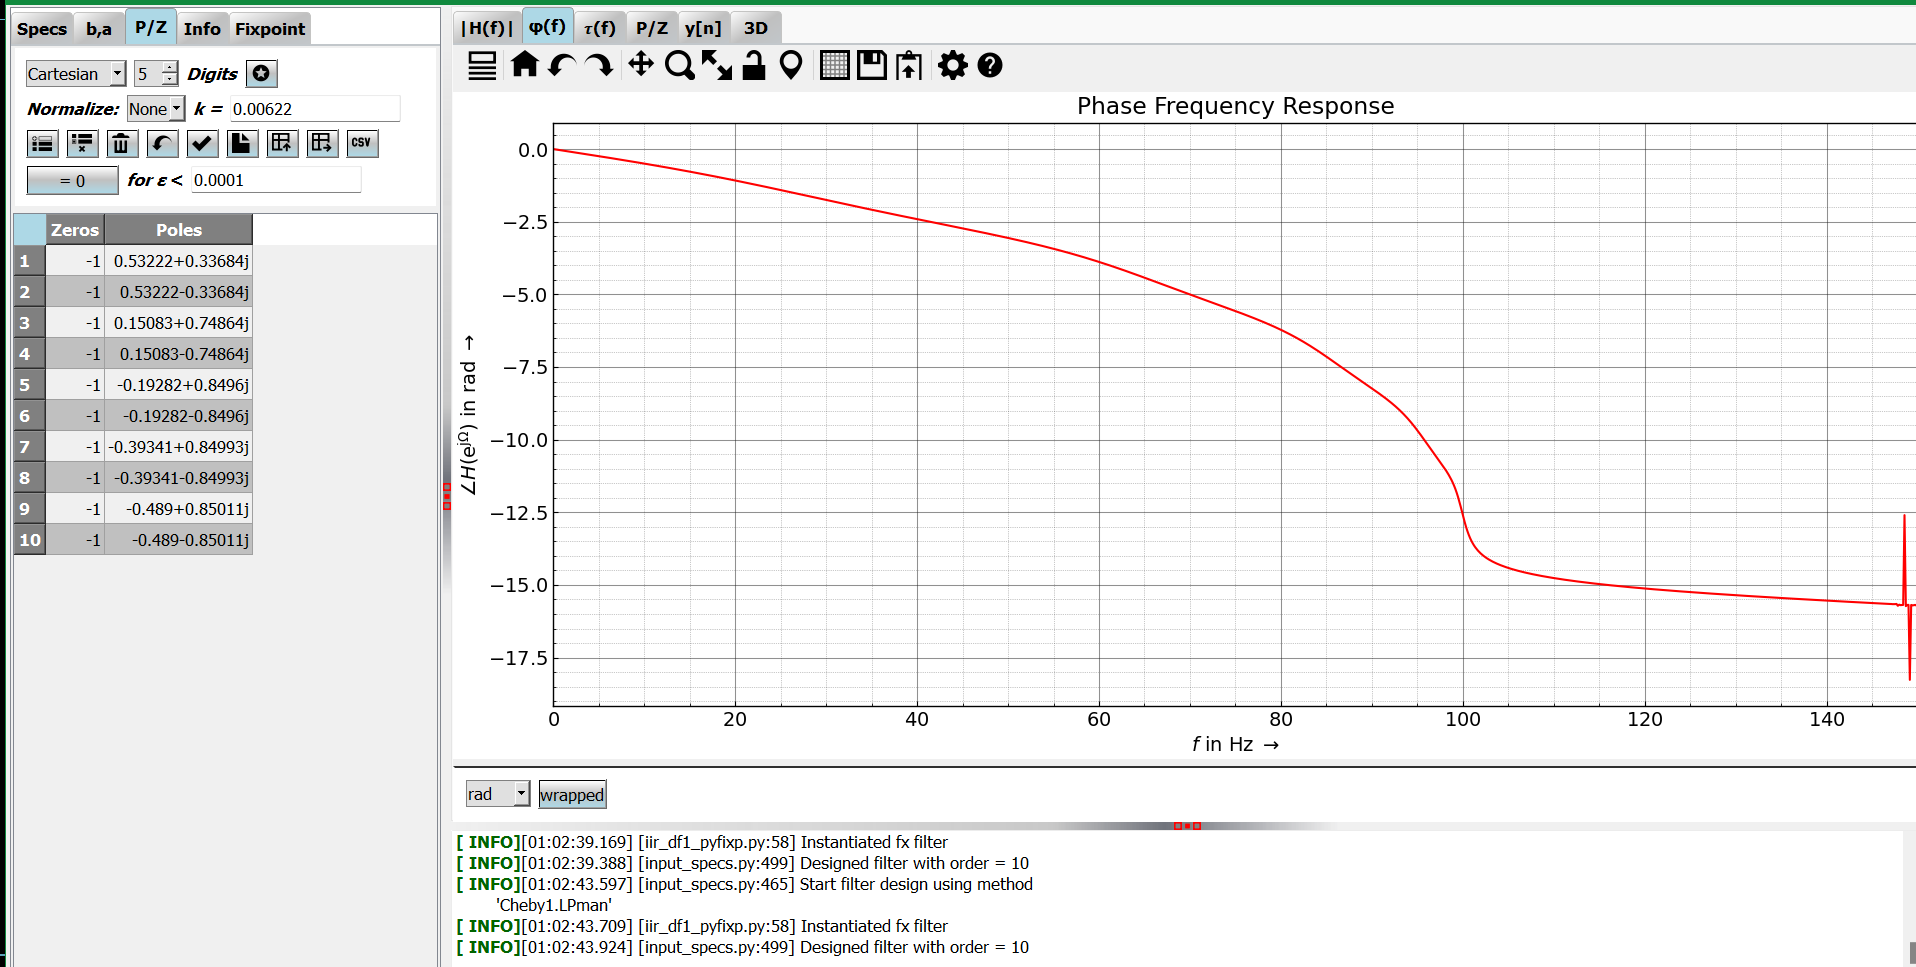 Specs b,a P/Z Info Fixpoint
Cartesian 5 Digits
Normalize: None k = 0.00622
CSV
= 0 for ε < 0.0001
Zeros Poles
1 -1 0.53222+0.33684j
2 -1 0.53222-0.33684j
3 -1 0.15083+0.74864j
4 -1 0.15083-0.74864j
5 -1 -0.19282+0.8496j
6 -1 -0.19282-0.8496j
7 -1 -0.39341+0.84993j
8 -1 -0.39341-0.84993j
9 -1 -0.489+0.85011j
10 -1 -0.489-0.85011j
|H(f)| φ(f) τ(f) P/Z y[n] 3D
Phase Frequency Response
0.0
−2.5
−5.0
−7.5
−10.0
−12.5
−15.0
−17.5
∠H(e^jΩ) in rad →
0 20 40 60 80 100 120 140
f in Hz →
rad wrapped
[ INFO][01:02:39.169] [iir_df1_pyfixp.py:58] Instantiated fx filter
[ INFO][01:02:39.388] [input_specs.py:499] Designed filter with order = 10
[ INFO][01:02:43.597] [input_specs.py:465] Start filter design using method
'Cheby1.LPman'
[ INFO][01:02:43.709] [iir_df1_pyfixp.py:58] Instantiated fx filter
[ INFO][01:02:43.924] [input_specs.py:499] Designed filter with order = 10